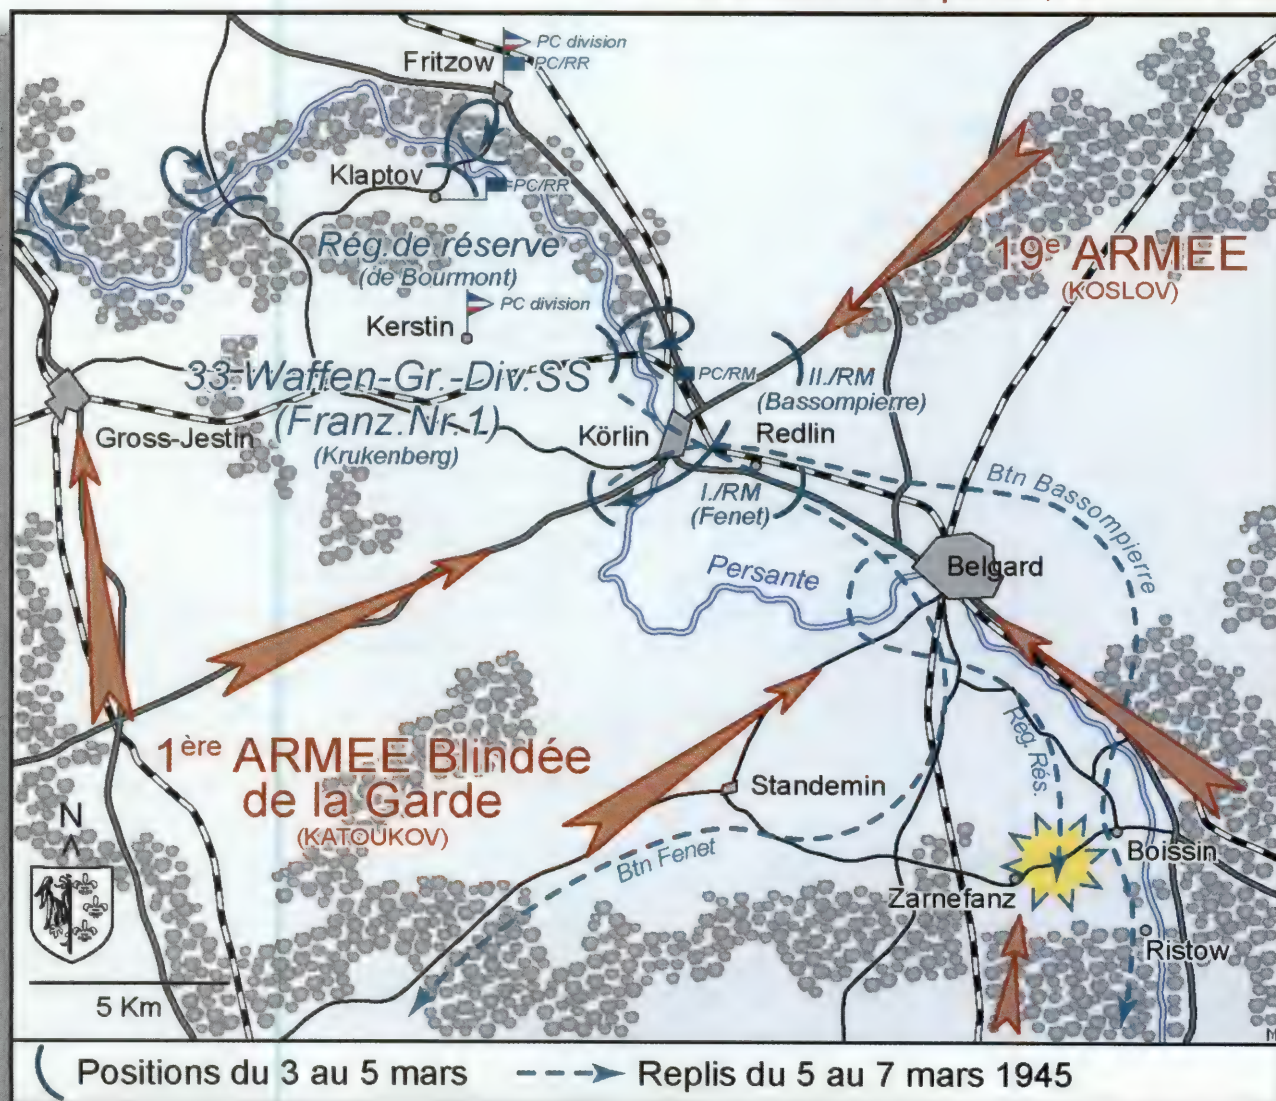 PC division
Fritzow
PC/RR
Klaptov
PC/RR
Rég.de réserve
(de Bourmont)
19e ARMEE
(KOSLOV)
PC division
Kerstin
33.Waffen-Gr.-Div.SS
(Franz.Nr.1)
(Krukenberg)
PC/RM
II./RM
(Bassompierre)
Gross-Jestin
Körlin
Redlin
I./RM
(Fenet)
Btn Bassompierre
Persante
Belgard
1ère ARMEE Blindée
de la Garde
(KATOUKOV)
Rég. Rés.
Standemin
N
Btn Fenet
Boissin
Zarnefanz
Ristow
5 Km
Positions du 3 au 5 mars
Replis du 5 au 7 mars 1945